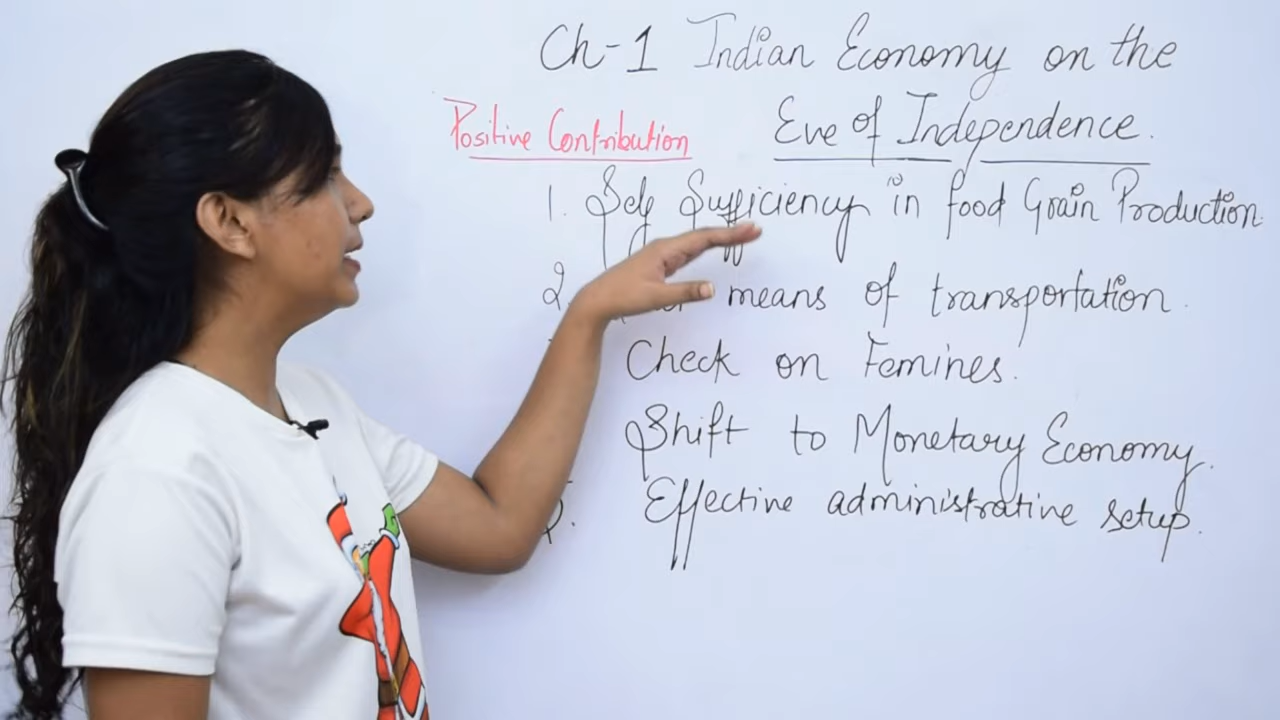 Ch-1 Indian Economy on the
Positive Contribution
Eve of Independence.
1. Self Sufficiency in food Grain Production
2. means of transportation.
Check on Femines.
Shift to Monetary Economy.
5. Effective administrative setup.